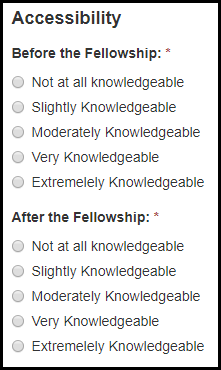 Accessibility
Before the Fellowship: *
Not at all knowledgeable
Slightly Knowledgeable
Moderately Knowledgeable
Very Knowledgeable
Extremelely Knowledgeable
After the Fellowship: *
Not at all knowledgeable
Slightly Knowledgeable
Moderately Knowledgeable
Very Knowledgeable
Extremelely Knowledgeable